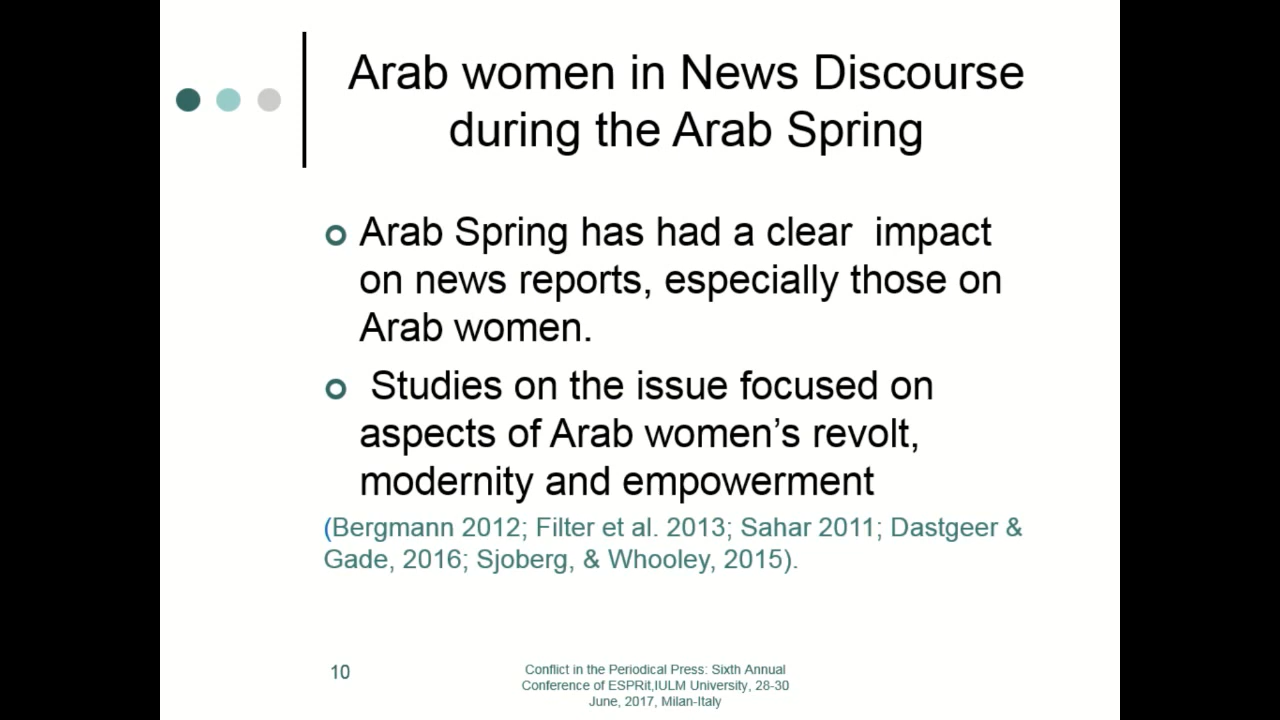 Arab women in News Discourse
during the Arab Spring
Arab Spring has had a clear  impact
on news reports, especially those on
Arab women.
Studies on the issue focused on
aspects of Arab women’s revolt,
modernity and empowerment
(Bergmann 2012; Filter et al. 2013; Sahar 2011; Dastgeer &
Gade, 2016; Sjoberg, & Whooley, 2015).
10
Conflict in the Periodical Press: Sixth Annual
Conference of ESPRit,IULM University, 28-30
June, 2017, Milan-Italy